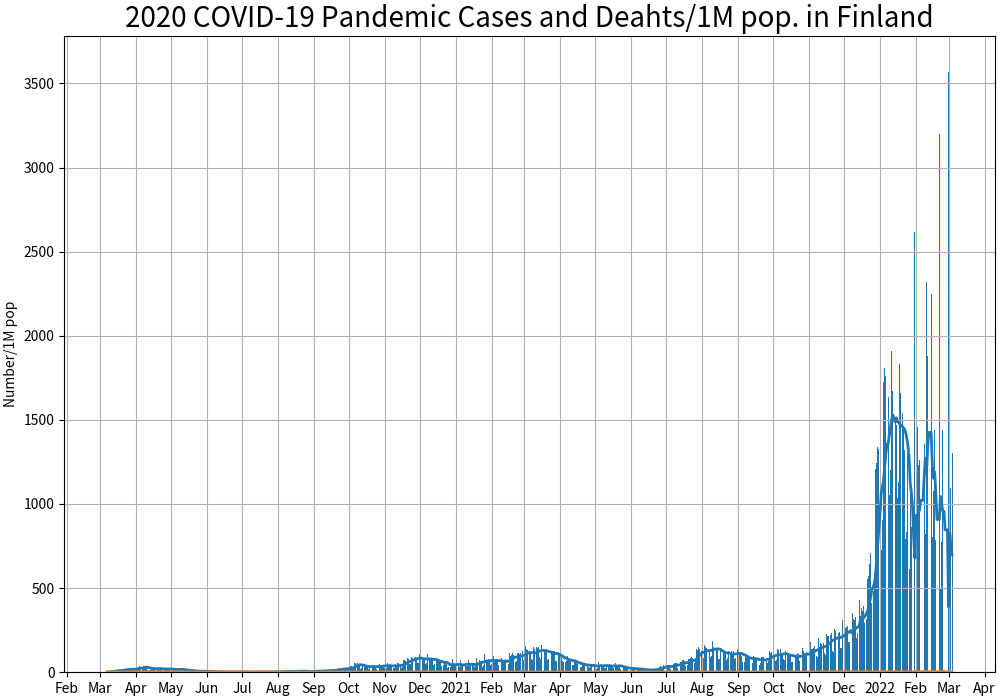 2020 COVID-19 Pandemic Cases and Deahts/1M pop. in Finland
Number/1M pop
3500
3000
2500
2000
1500
1000
500
0
Feb Mar Apr May Jun Jul Aug Sep Oct Nov Dec 2021 Feb Mar Apr May Jun Jul Aug Sep Oct Nov Dec 2022 Feb Mar Apr